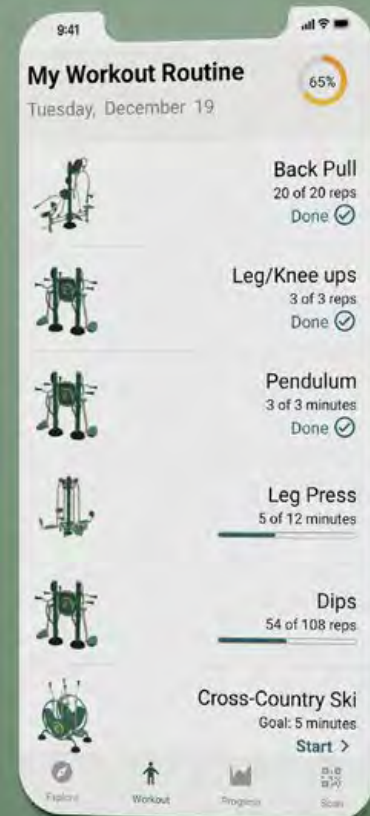 9:41
My Workout Routine
65%
Tuesday, December 19
Back Pull
20 of 20 reps
Done
Leg/Knee ups
3 of 3 reps
Done
Pendulum
3 of 3 minutes
Done
Leg Press
5 of 12 minutes
Dips
54 of 108 reps
Cross-Country Ski
Goal: 5 minutes
Start >
Explore
Workout
Progress
Scan